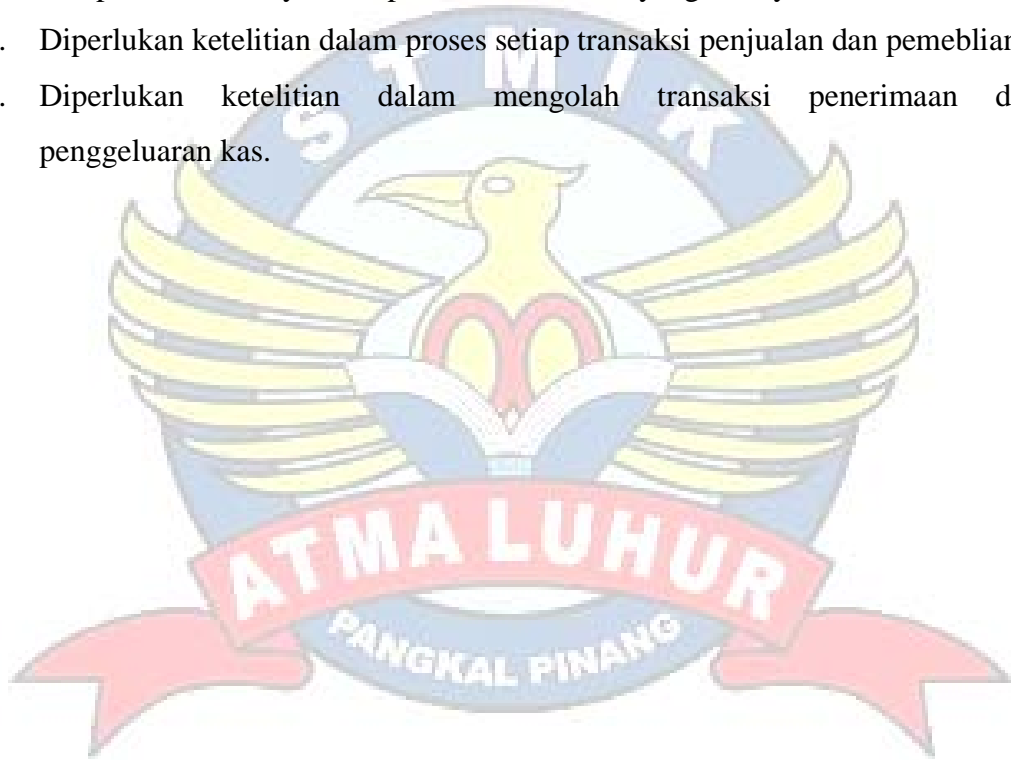 . Diperlukan ketelitian dalam proses setiap transaksi penjualan dan pemeblian
. Diperlukan ketelitian dalam mengolah transaksi penerimaan d
penggeluaran kas.
STMIK
ATMA LUHUR
PANGKAL PINANG